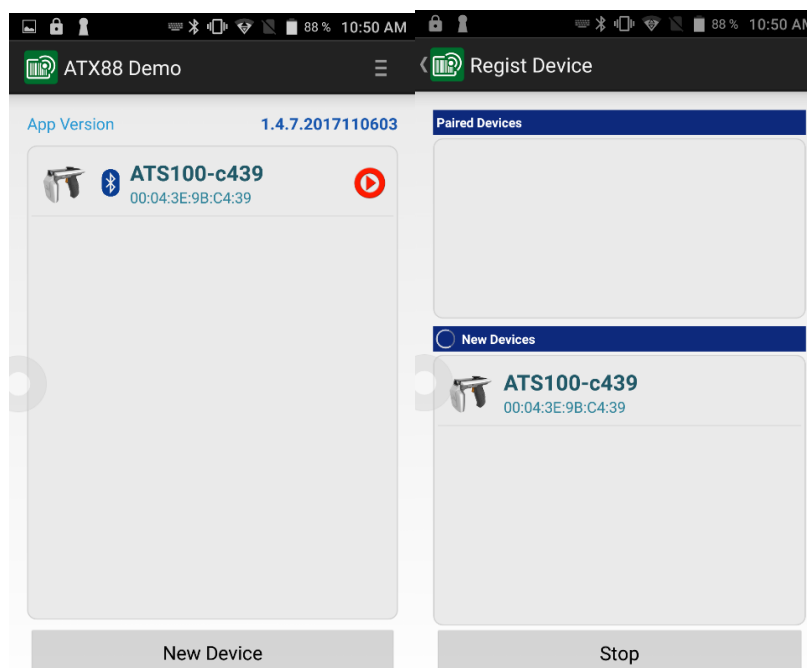 88 % 10:50 AM
ATX88 Demo
App Version 1.4.7.2017110603
ATS100-c439
00:04:3E:9B:C4:39
New Device
88 % 10:50 AM
Regist Device
Paired Devices
New Devices
ATS100-c439
00:04:3E:9B:C4:39
Stop